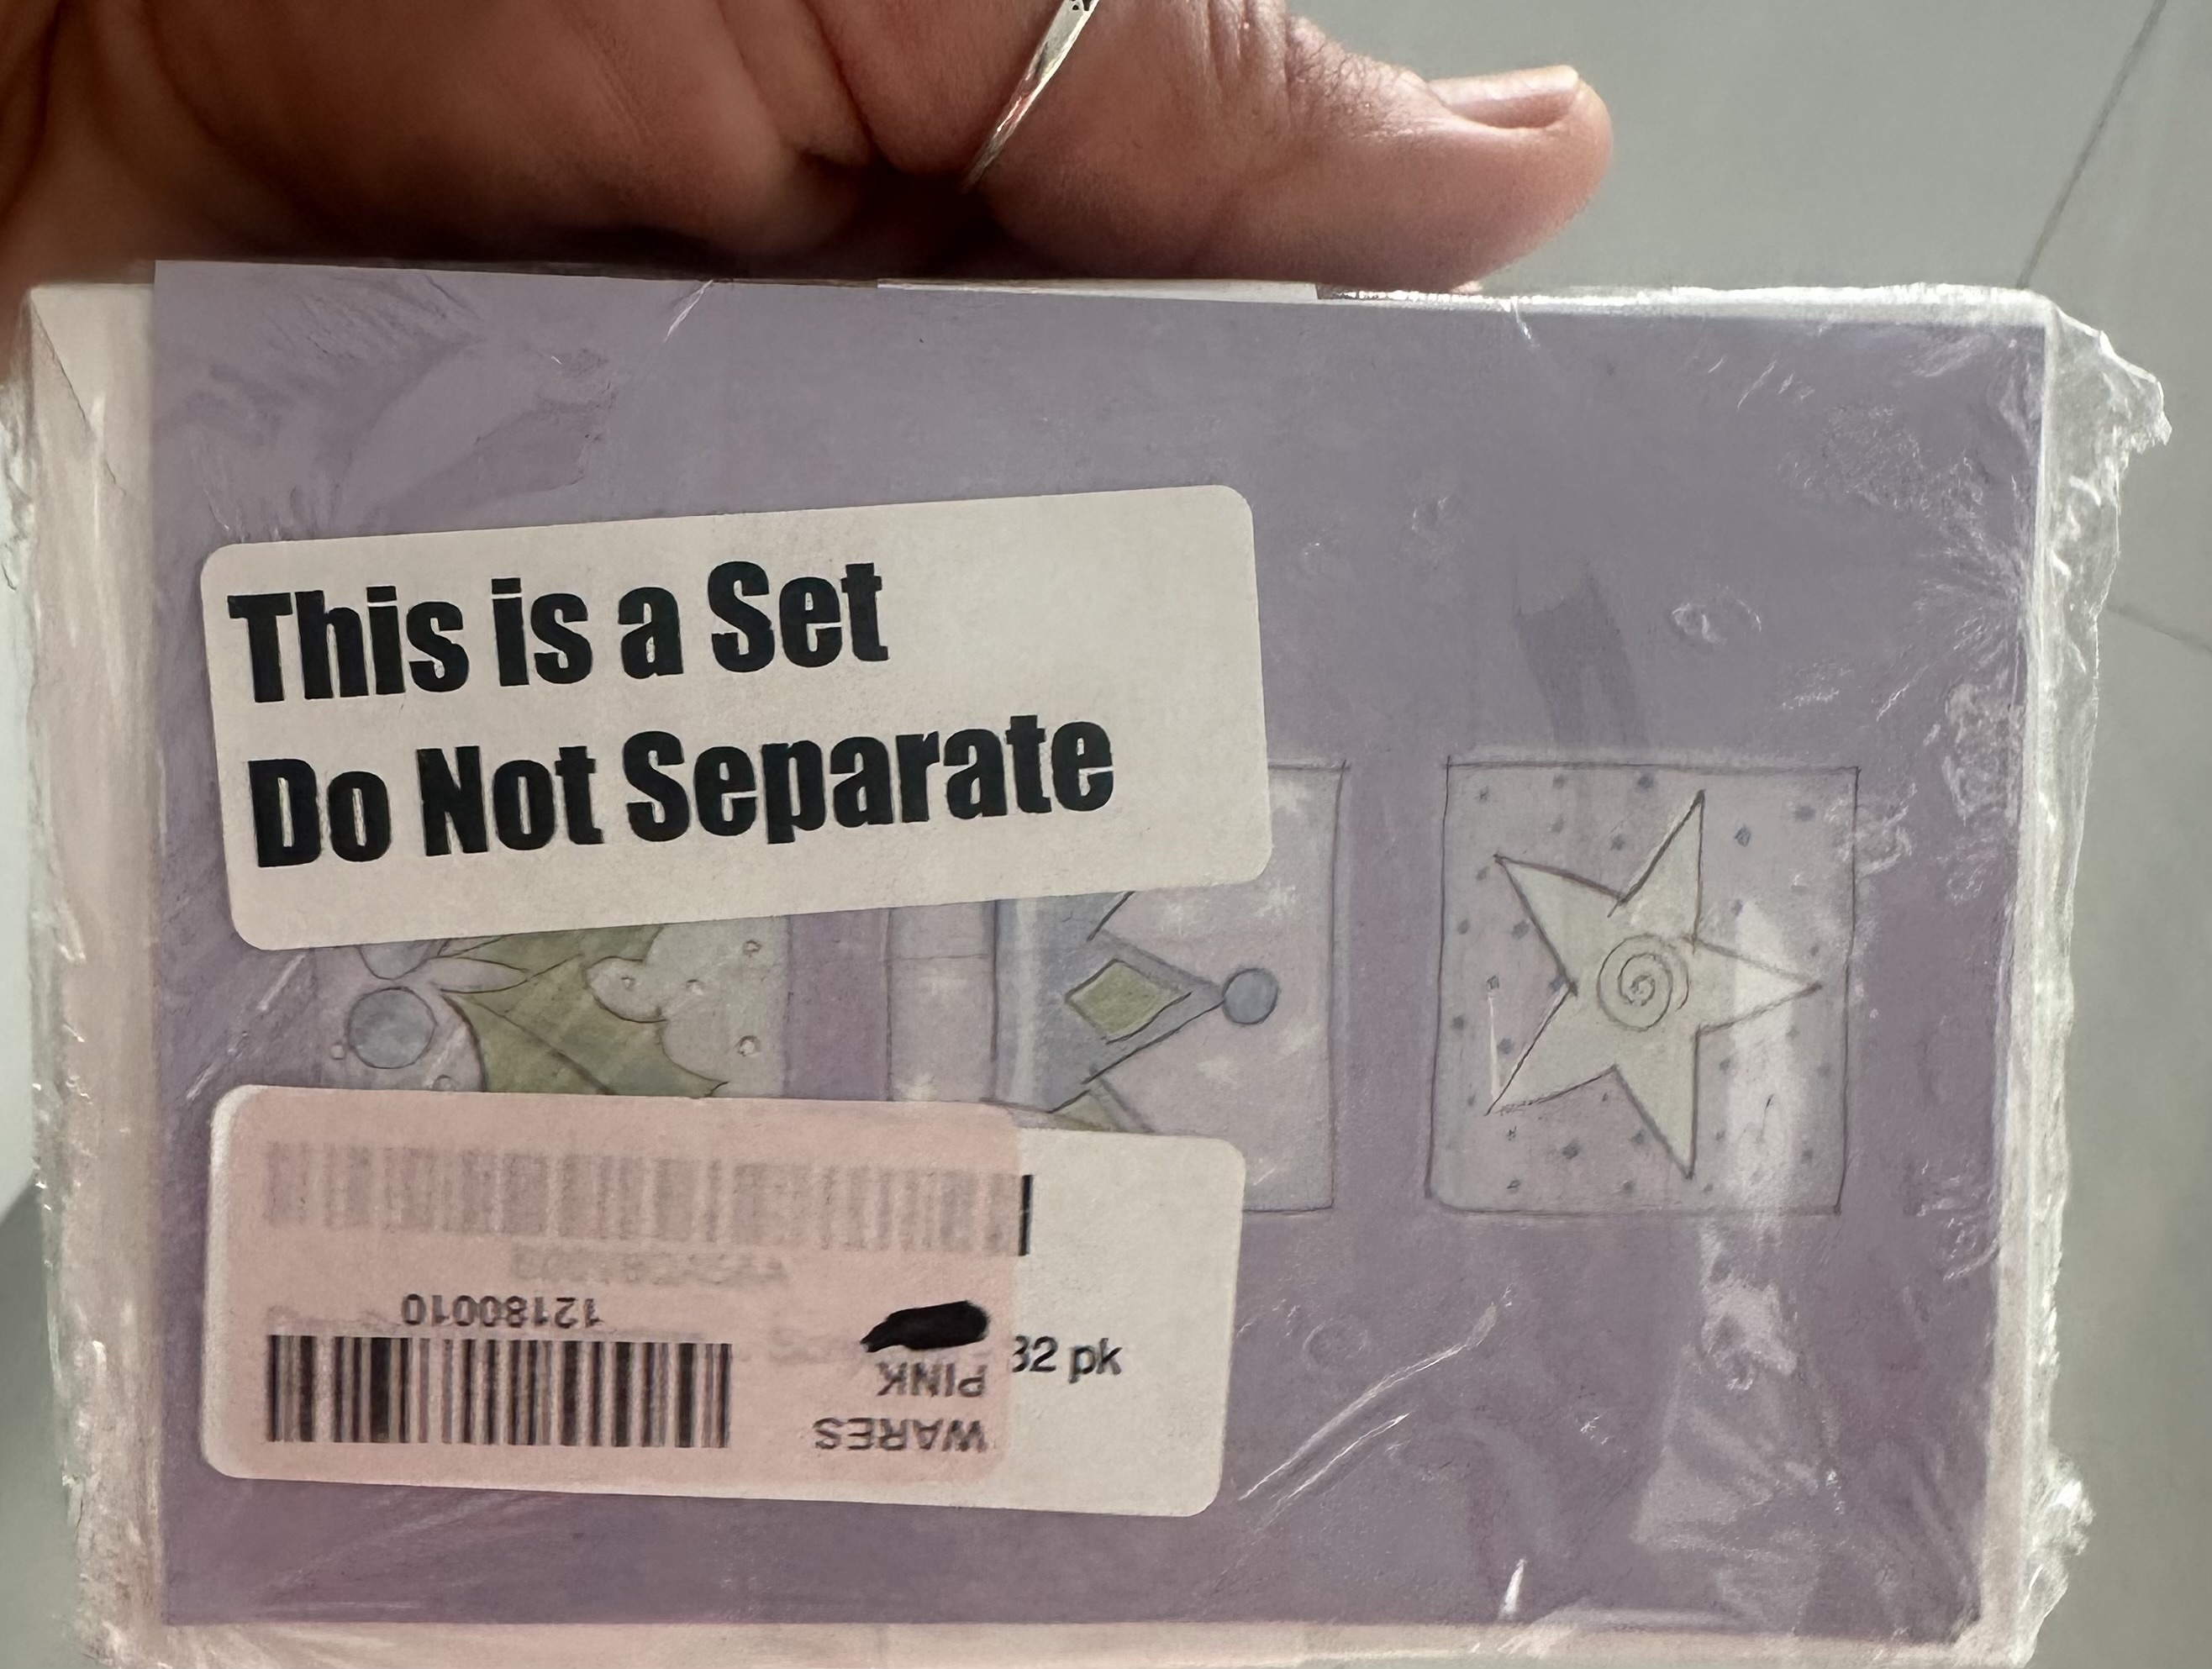 This is a Set
Do Not Separate
32 pk
WARES
PINK
12180010